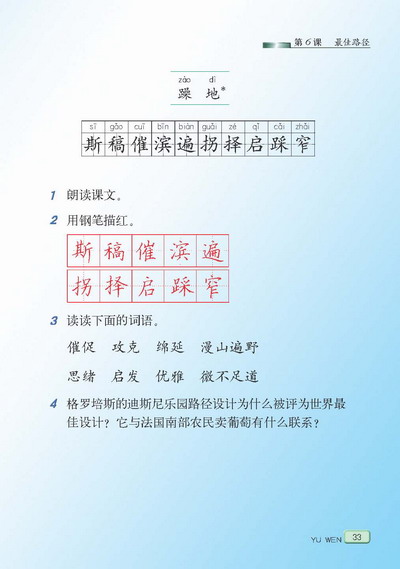 第6课 最佳路径
zào dì
躁 地*
sī gǎo cuī bīn biàn guǎi zé qǐ cǎi zhǎi
斯稿催滨遍拐择启踩窄
1 朗读课文。
2 用钢笔描红。
斯稿催滨遍
拐择启踩窄
3 读读下面的词语。
催促 攻克 绵延 漫山遍野
思绪 启发 优雅 微不足道
4 格罗培斯的迪斯尼乐园路径设计为什么被评为世界最
佳设计？它与法国南部农民卖葡萄有什么联系？
YU WEN 33